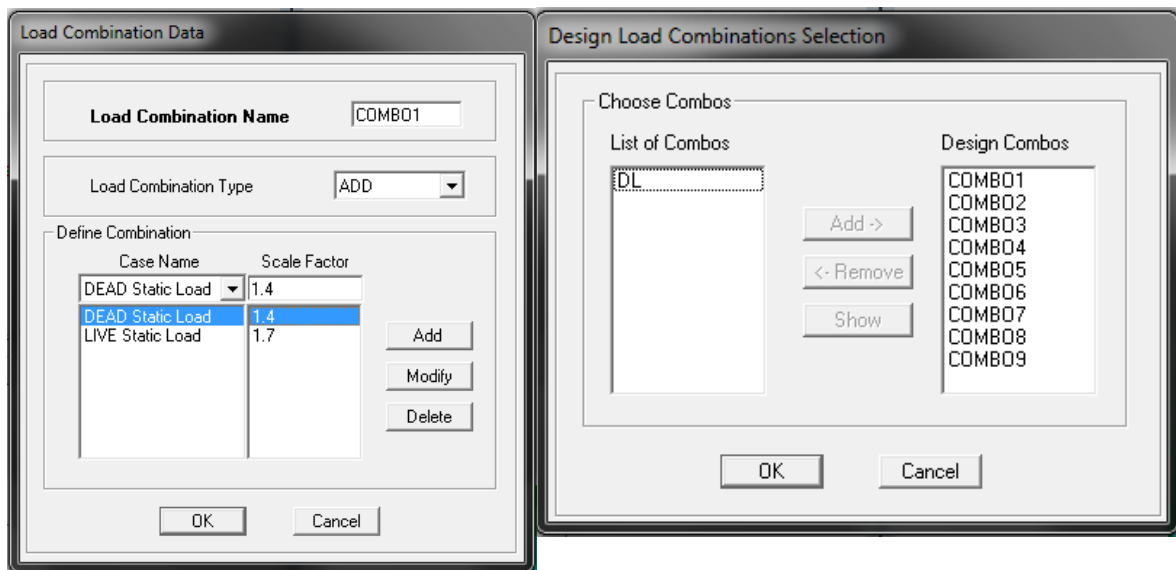 Load Combination Data
Load Combination Name COMBO1
Load Combination Type ADD
Define Combination
Case Name Scale Factor
DEAD Static Load 1.4
DEAD Static Load 1.4
LIVE Static Load 1.7
Add
Modify
Delete
OK Cancel
Design Load Combinations Selection
Choose Combos
List of Combos Design Combos
DL
COMBO1
COMBO2
COMBO3
COMBO4
COMBO5
COMBO6
COMBO7
COMBO8
COMBO9
Add ->
<- Remove
Show
OK Cancel